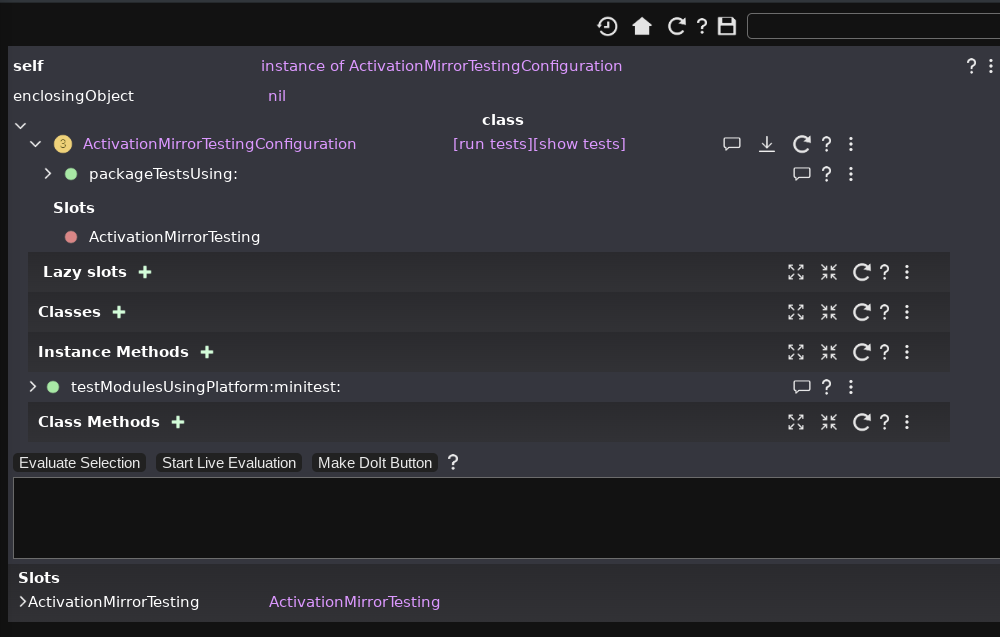 ?
self instance of ActivationMirrorTestingConfiguration ?
enclosingObject nil
class
3 ActivationMirrorTestingConfiguration [run tests][show tests] ?
packageTestsUsing: ?
Slots
ActivationMirrorTesting
Lazy slots ?
Classes ?
Instance Methods ?
testModulesUsingPlatform:minitest: ?
Class Methods ?
Evaluate Selection Start Live Evaluation Make DoIt Button ?
Slots
ActivationMirrorTesting ActivationMirrorTesting